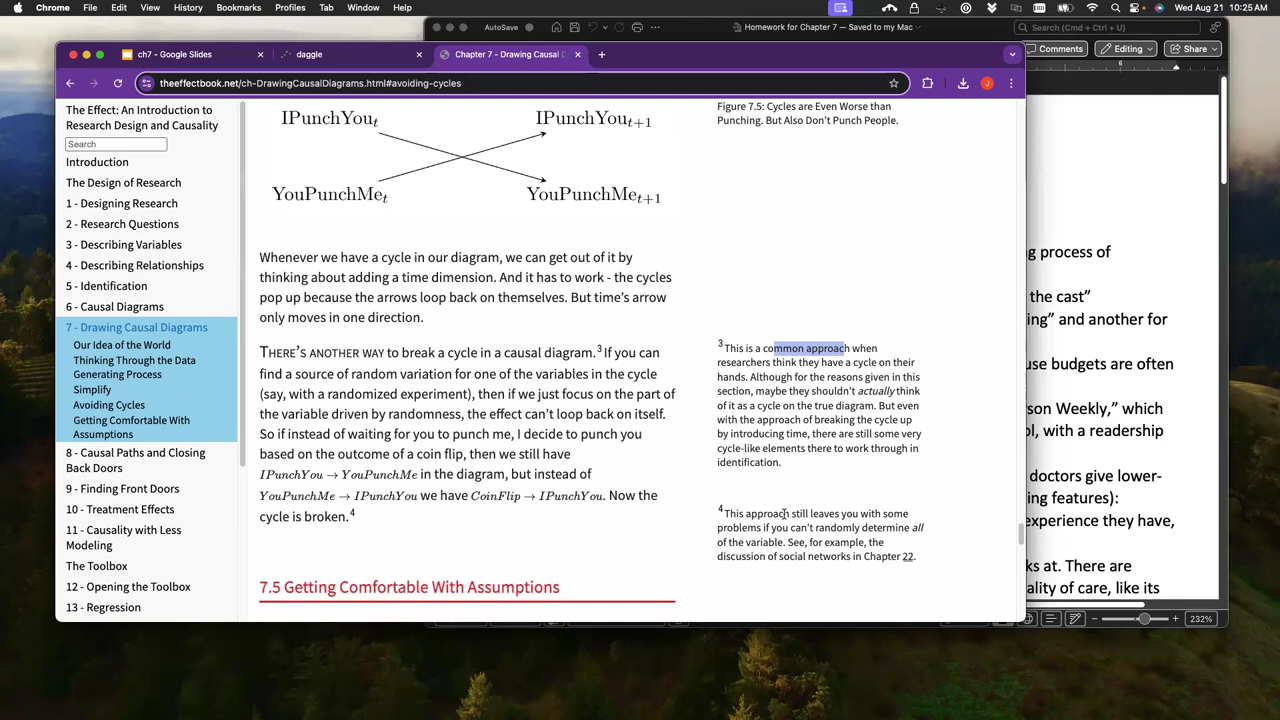 Chrome File Edit View History Bookmarks Profiles Tab Window Help
Wed Aug 21 10:25 AM
AutoSave
Homework for Chapter 7 — Saved to my Mac
Search (Cmd + Ctrl + U)
Comments Editing Share
ch7 - Google Slides
daggle
Chapter 7 - Drawing Causal D
theeffectbook.net/ch-DrawingCausalDiagrams.html#avoiding-cycles
J
6
The Effect: An Introduction to
Research Design and Causality
Search
Introduction
The Design of Research
1 - Designing Research
2 - Research Questions
3 - Describing Variables
4 - Describing Relationships
5 - Identification
6 - Causal Diagrams
7 - Drawing Causal Diagrams
Our Idea of the World
Thinking Through the Data
Generating Process
Simplify
Avoiding Cycles
Getting Comfortable With
Assumptions
8 - Causal Paths and Closing
Back Doors
9 - Finding Front Doors
10 - Treatment Effects
11 - Causality with Less
Modeling
The Toolbox
12 - Opening the Toolbox
13 - Regression
IPunchYou t
IPunchYou t+1
YouPunchMe t
YouPunchMe t+1
Whenever we have a cycle in our diagram, we can get out of it by
thinking about adding a time dimension. And it has to work - the cycles
pop up because the arrows loop back on themselves. But time's arrow
only moves in one direction.
THERE'S ANOTHER WAY to break a cycle in a causal diagram.3 If you can
find a source of random variation for one of the variables in the cycle
(say, with a randomized experiment), then if we just focus on the part of
the variable driven by randomness, the effect can't loop back on itself.
So if instead of waiting for you to punch me, I decide to punch you
based on the outcome of a coin flip, then we still have
IPunchYou → YouPunchMe in the diagram, but instead of
YouPunchMe → IPunchYou we have CoinFlip → IPunchYou. Now the
cycle is broken.4
7.5 Getting Comfortable With Assumptions
Figure 7.5: Cycles are Even Worse than
Punching. But Also Don't Punch People.
3 This is a common approach when
researchers think they have a cycle on their
hands. Although for the reasons given in this
section, maybe they shouldn't actually think
of it as a cycle on the true diagram. But even
with the approach of breaking the cycle up
by introducing time, there are still some very
cycle-like elements there to work through in
identification.
4 This approach still leaves you with some
problems if you can't randomly determine all
of the variable. See, for example, the
discussion of social networks in Chapter 22.
g process of
the cast"
ing" and another for
use budgets are often
son Weekly," which
ol, with a readership
doctors give lower-
ing features):
experience they have,
ks at. There are
ality of care, like its
232%